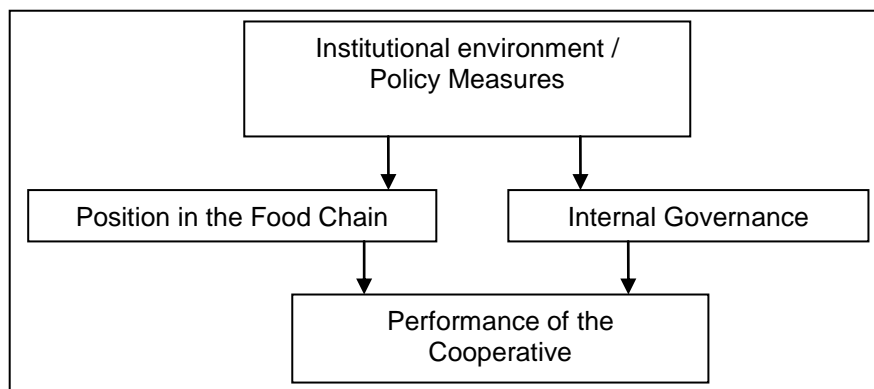 Institutional environment /
Policy Measures
Position in the Food Chain
Internal Governance
Performance of the
Cooperative